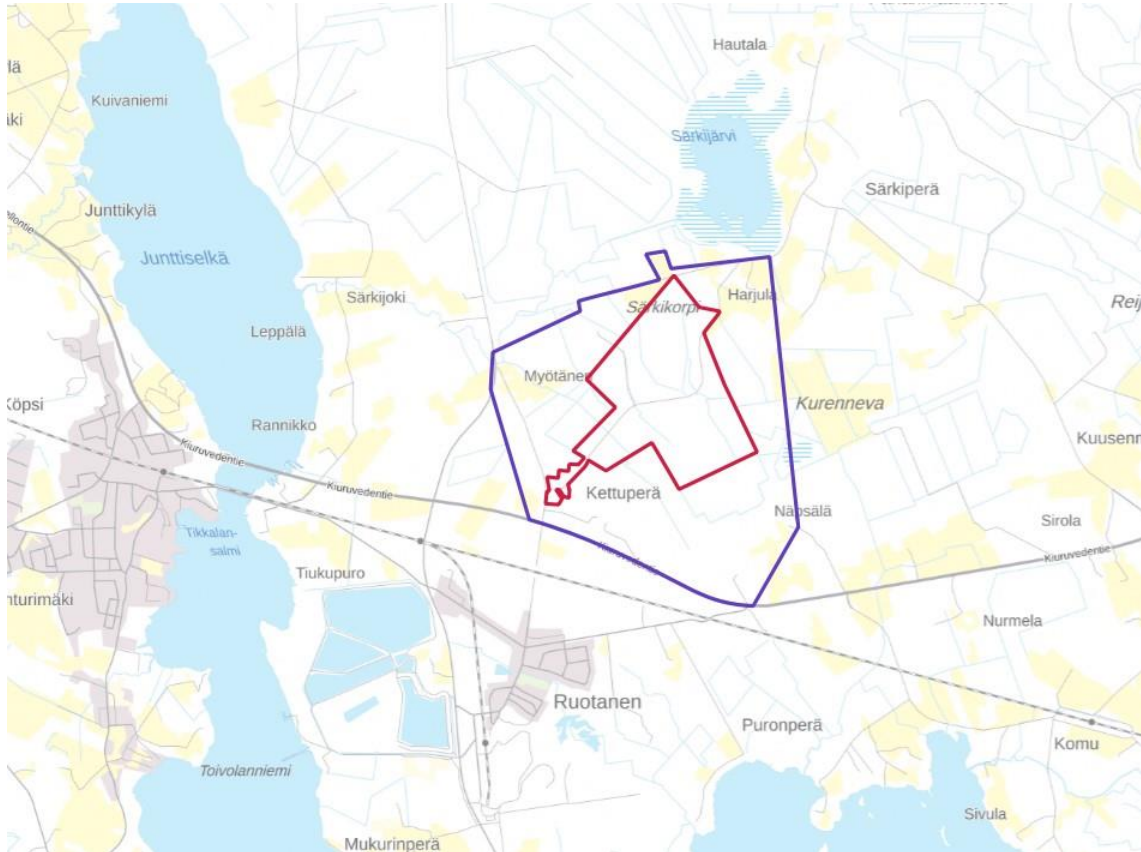 Hautala
Kuivaniemi
Särkijärvi
Särkiperä
Junttikylä
Junttiselkä
Särkijoki
Särkikorpi
Harjula
Leppälä
Myötänen
Kurenneva
Köpsi
Rannikko
Kiuruvedentie
Kiuruvedentie
Kettuperä
Näpsälä
Sirola
Tikkalan-
salmi
Kiuruvedentie
Kiuruvedentie
Tiukupuro
Nurmela
Ruotanen
Puronperä
Komu
Toivolanniemi
Sivula
Mukurinperä